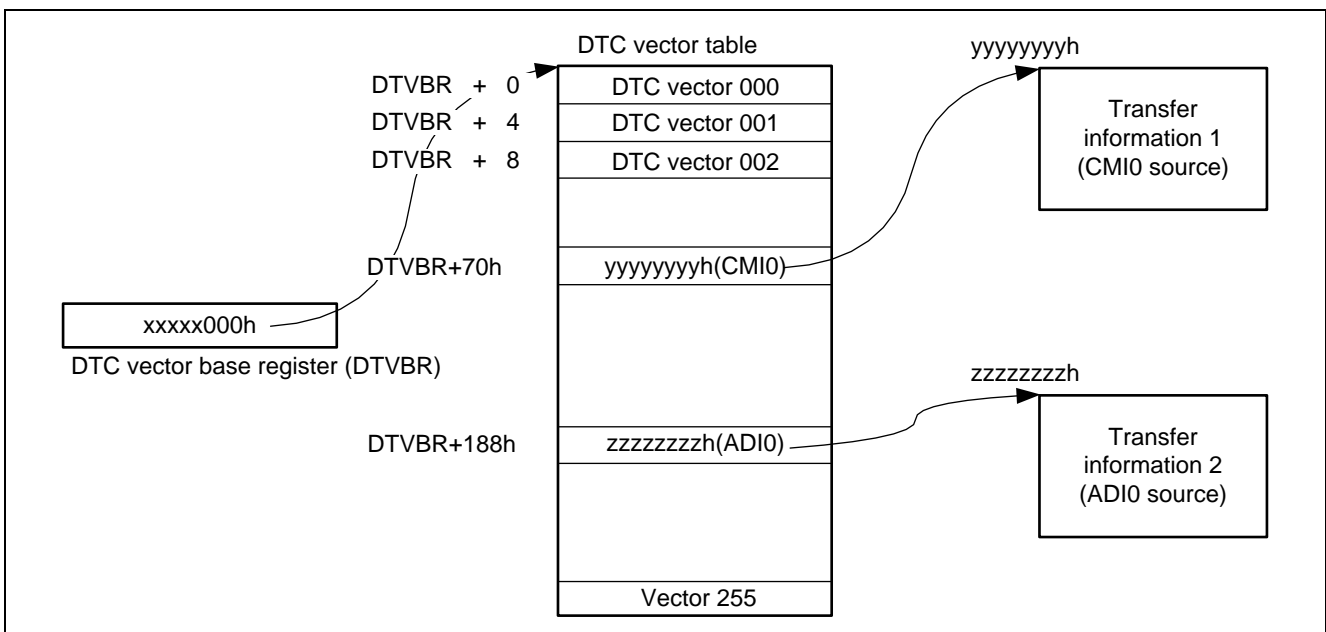 DTC vector table
yyyyyyyyh
DTVBR + 0
DTC vector 000
DTVBR + 4
DTC vector 001
DTVBR + 8
DTC vector 002
Transfer
information 1
(CMI0 source)
DTVBR+70h
yyyyyyyyh(CMI0)
xxxxx000h
DTC vector base register (DTVBR)
zzzzzzzzh
DTVBR+188h
zzzzzzzzh(ADI0)
Transfer
information 2
(ADI0 source)
Vector 255